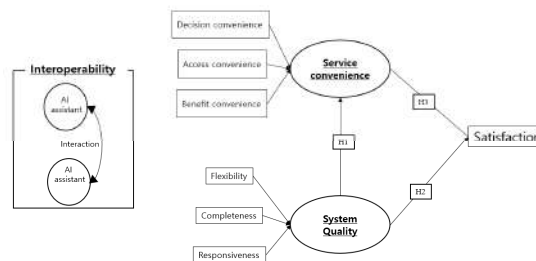 Interoperability
AI
assistant
Interaction
AI
assistant
Decision convenience
Access convenience
Benefit convenience
Service
convenience
H3
H1
Satisfaction
H2
Flexibility
Completeness
Responsiveness
System
Quality